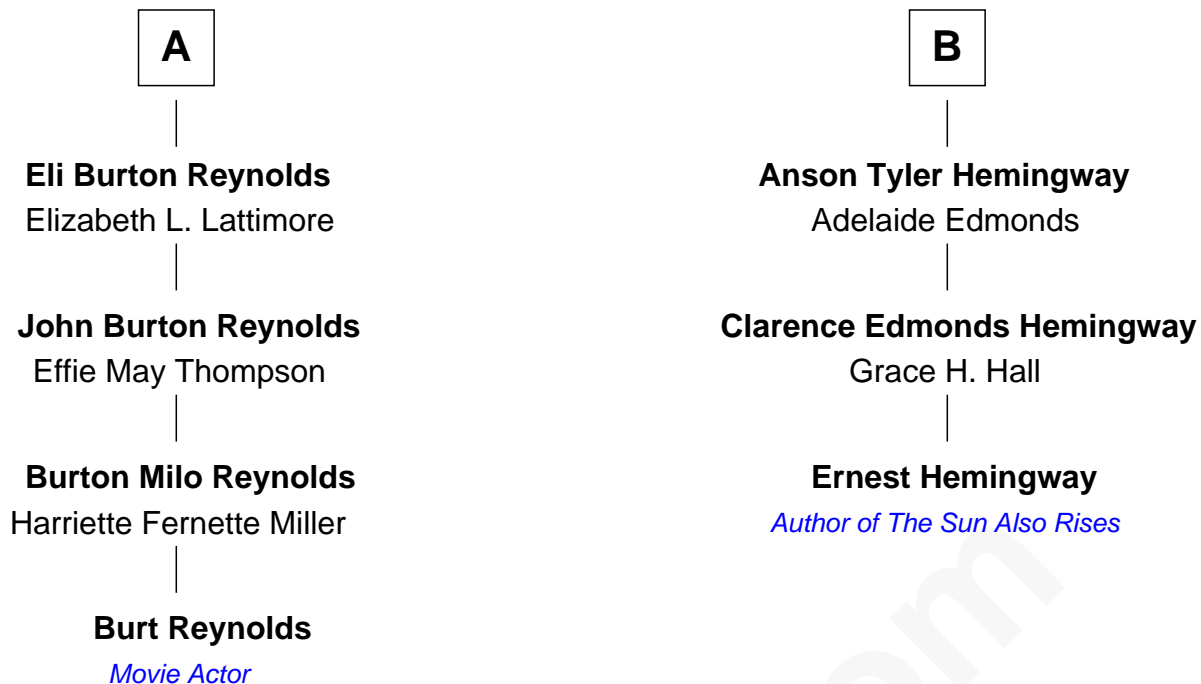 A
Eli Burton Reynolds
Elizabeth L. Lattimore
John Burton Reynolds
Effie May Thompson
Burton Milo Reynolds
Harriette Fernette Miller
Burt Reynolds
Movie Actor
B
Anson Tyler Hemingway
Adelaide Edmonds
Clarence Edmonds Hemingway
Grace H. Hall
Ernest Hemingway
Author of The Sun Also Rises
om